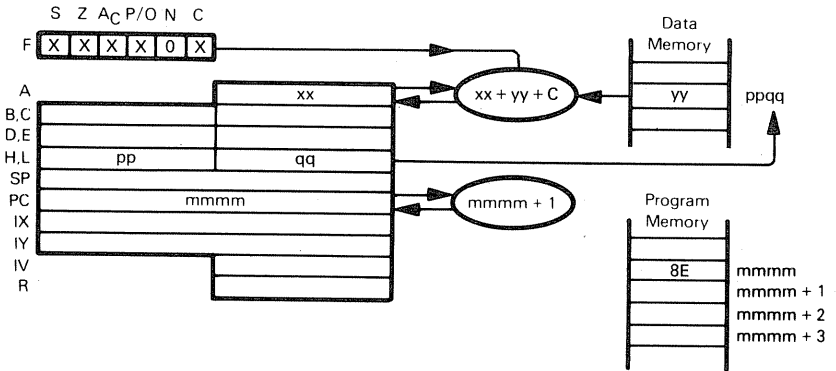 S Z AC P/O N C
F X X X X 0 X
Data
Memory
A xx
xx + yy + C
yy
ppqq
B,C
D,E
H,L pp qq
SP
PC mmmm
mmmm + 1
Program
Memory
IX
IY
IV
8E mmmm
R
mmmm + 1
mmmm + 2
mmmm + 3